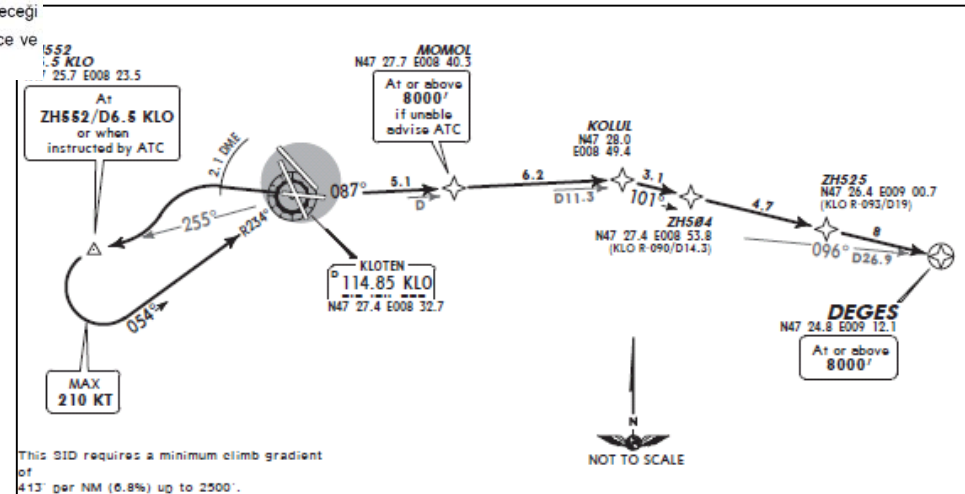 eceği
ce ve
552
.5 KLO
25.7 E008 23.5
At
ZH552/D6.5 KLO
or when
instructed by ATC
MOMOL
N47 27.7 E008 40.3
At or above
8000'
if unable
advise ATC
KOLUL
N47 28.0
E008 49.4
2.1 DME
255°
R234°
054°
087°
5.1
D
6.2
D11.3
3.1
101°
ZH504
N47 27.4 E008 53.8
(KLO R-090/D14.3)
4.7
ZH525
N47 26.4 E009 00.7
(KLO R-093/D19)
8
096°
D26.9
KLOTEN
D 114.85 KLO
N47 27.4 E008 32.7
DEGES
N47 24.8 E009 12.1
At or above
8000'
MAX
210 KT
N
NOT TO SCALE
This SID requires a minimum climb gradient
of
413' per NM (6.8%) up to 2500'.